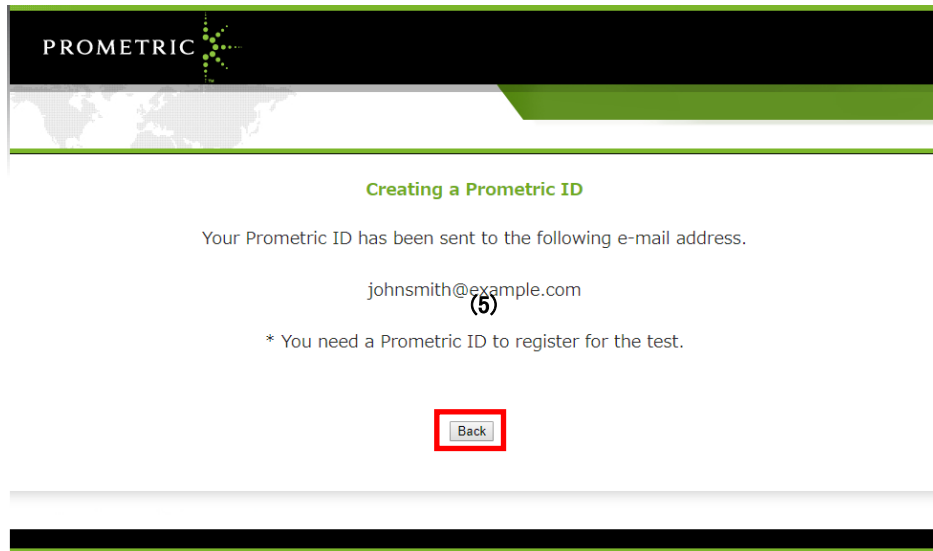 PROMETRIC
Creating a Prometric ID
Your Prometric ID has been sent to the following e-mail address.
johnsmith@example.com
(5)
* You need a Prometric ID to register for the test.
Back